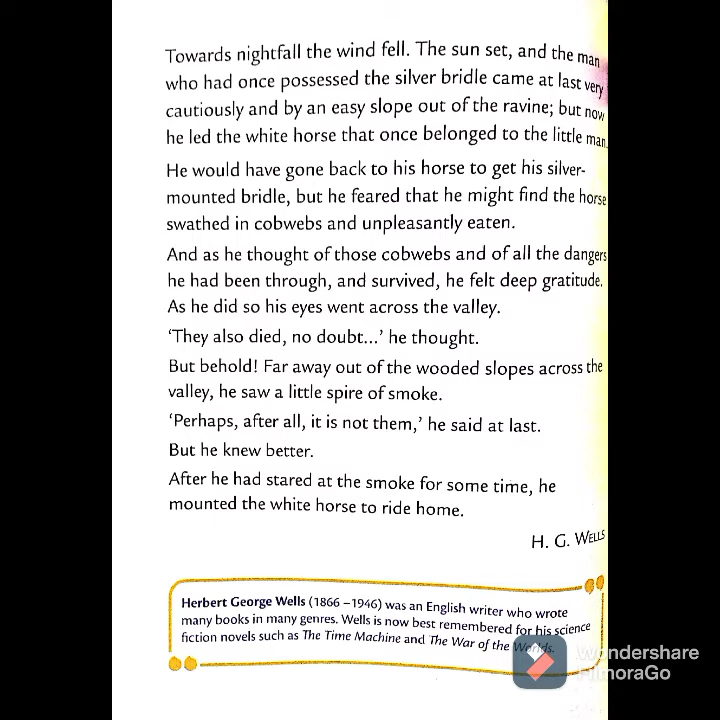 Towards nightfall the wind fell. The sun set, and the man
who had once possessed the silver bridle came at last very
cautiously and by an easy slope out of the ravine; but now
he led the white horse that once belonged to the little man.
He would have gone back to his horse to get his silver-
mounted bridle, but he feared that he might find the horse
swathed in cobwebs and unpleasantly eaten.
And as he thought of those cobwebs and of all the dangers
he had been through, and survived, he felt deep gratitude.
As he did so his eyes went across the valley.
‘They also died, no doubt...’ he thought.
But behold! Far away out of the wooded slopes across the
valley, he saw a little spire of smoke.
‘Perhaps, after all, it is not them,’ he said at last.
But he knew better.
After he had stared at the smoke for some time, he
mounted the white horse to ride home.
H. G. WELLS
Herbert George Wells (1866 –1946) was an English writer who wrote
many books in many genres. Wells is now best remembered for his science
fiction novels such as The Time Machine and The War of the Worlds.
Wondershare
FilmoraGo